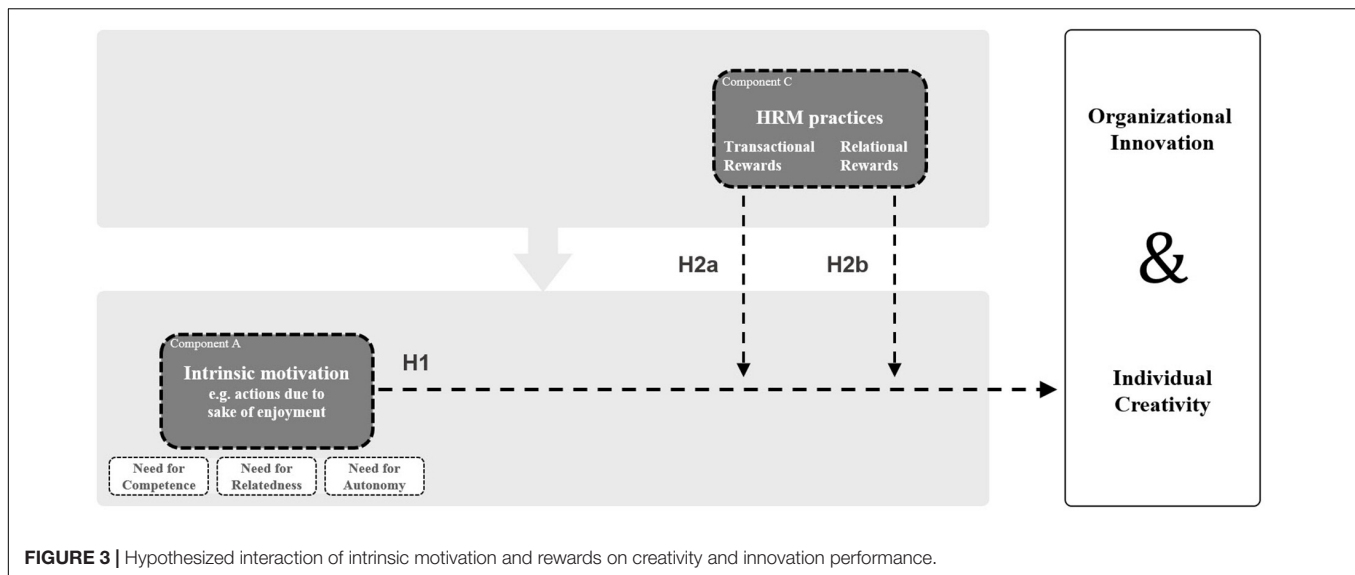 Component C
HRM practices
Transactional
Rewards
Relational
Rewards
Organizational
Innovation
&
Individual
Creativity
H2a
H2b
Component A
Intrinsic motivation
e.g. actions due to
sake of enjoyment
H1
Need for
Competence
Need for
Relatedness
Need for
Autonomy
FIGURE 3 | Hypothesized interaction of intrinsic motivation and rewards on creativity and innovation performance.